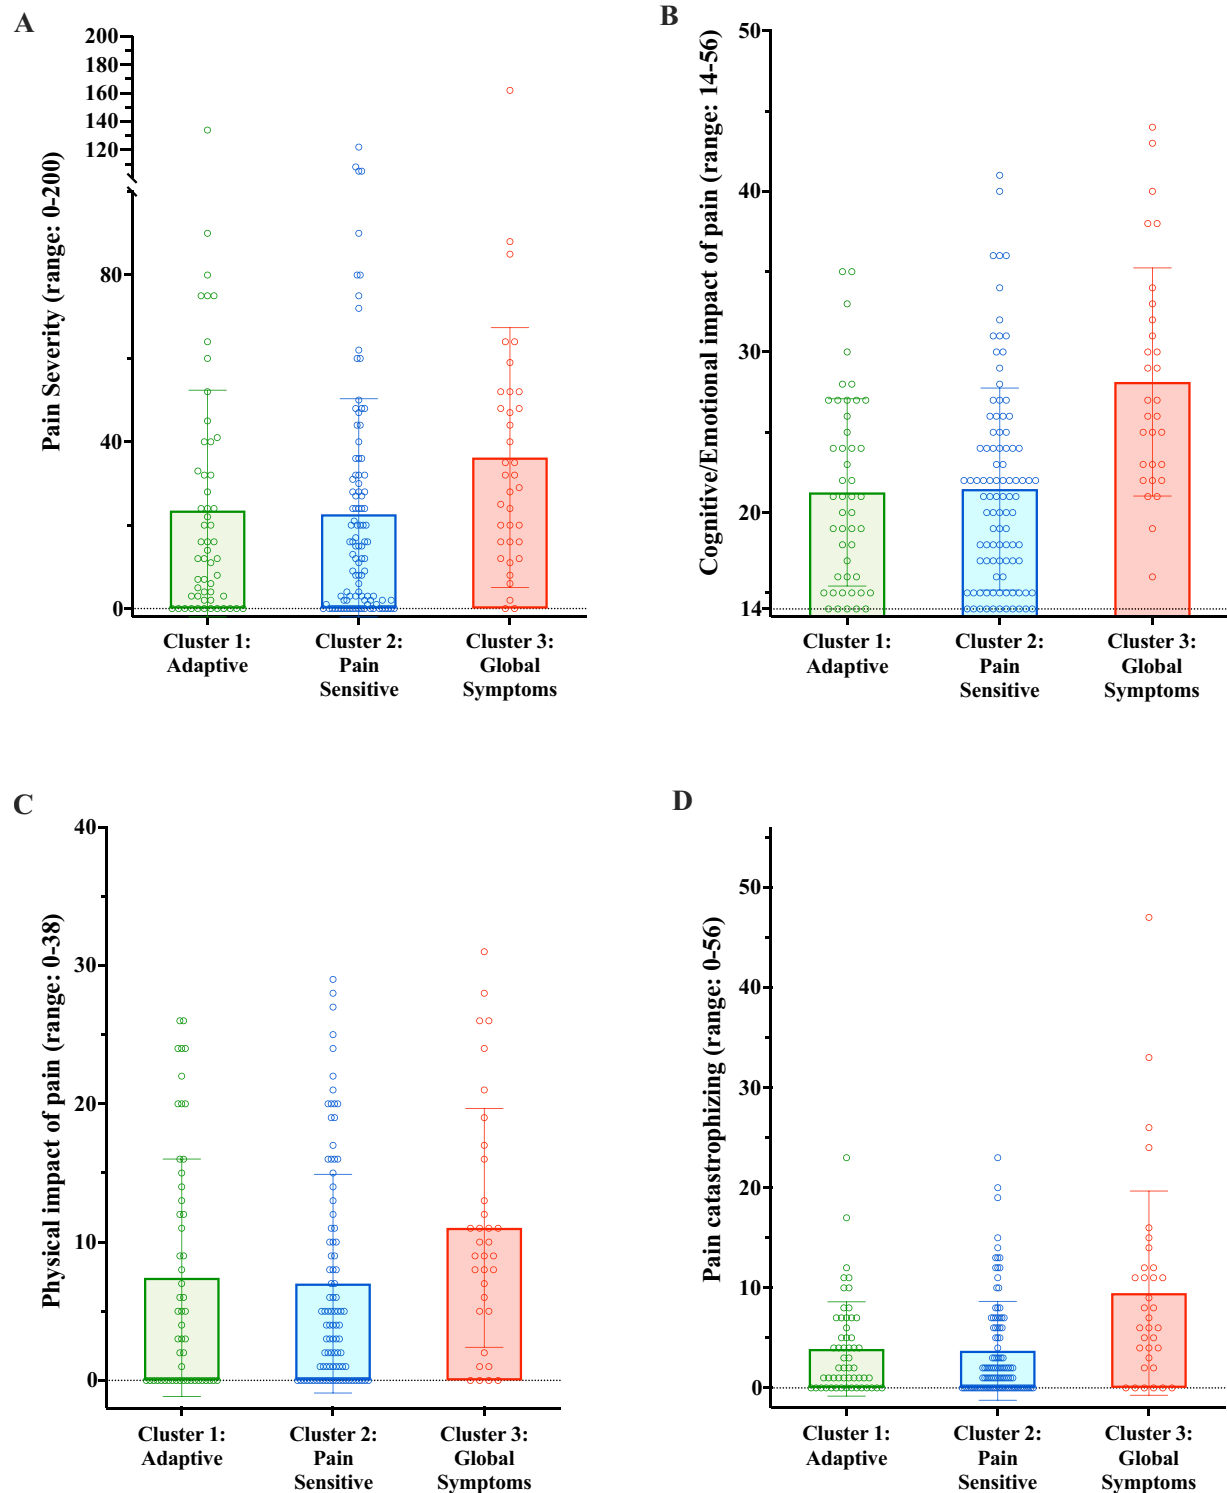 A
Pain Severity (range: 0-200)
200
180
160
140
120
80
40
0
Cluster 1:
Adaptive
Cluster 2:
Pain
Sensitive
Cluster 3:
Global
Symptoms
B
Cognitive/Emotional impact of pain (range: 14-56)
50
40
30
20
14
Cluster 1:
Adaptive
Cluster 2:
Pain
Sensitive
Cluster 3:
Global
Symptoms
C
Physical impact of pain (range: 0-38)
40
30
20
10
0
Cluster 1:
Adaptive
Cluster 2:
Pain
Sensitive
Cluster 3:
Global
Symptoms
D
Pain catastrophizing (range: 0-56)
50
40
30
20
10
0
Cluster 1:
Adaptive
Cluster 2:
Pain
Sensitive
Cluster 3:
Global
Symptoms